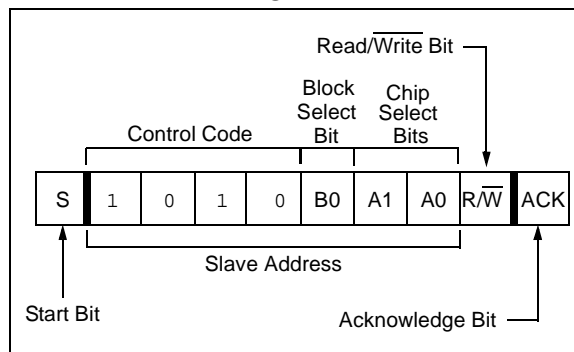 Read/Write Bit
Block
Select
Bit
Chip
Select
Bits
Control Code
S 1 0 1 0 B0 A1 A0 R/W ACK
Slave Address
Start Bit
Acknowledge Bit